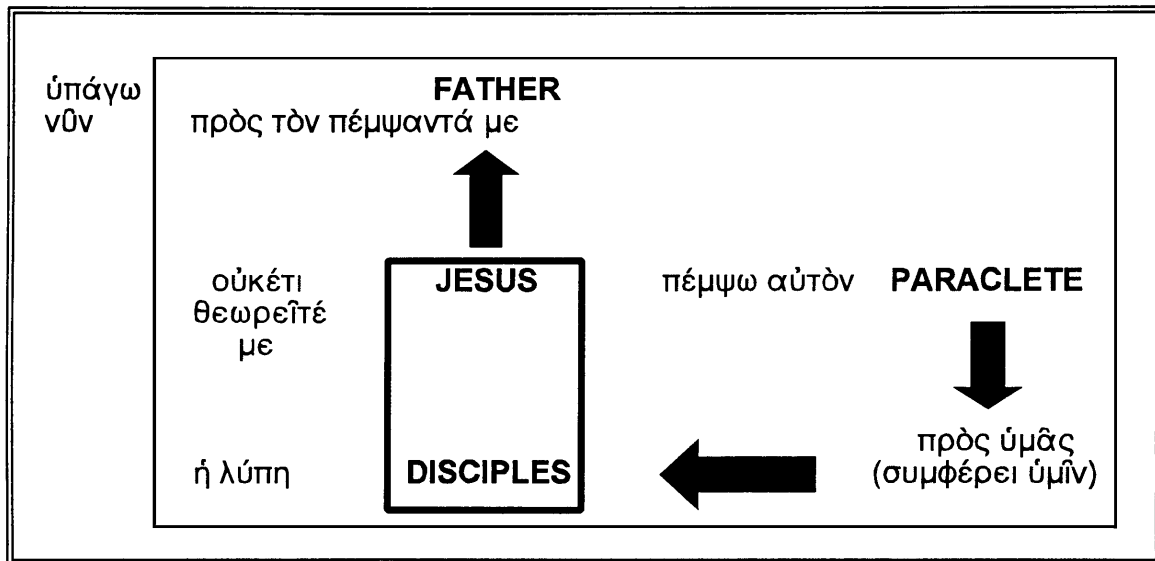 ὑπάγω
νῦν
FATHER
πρὸς τὸν πέμψαντά με
οὐκέτι
θεωρεῖτέ
με
JESUS
πέμψω αὐτὸν PARACLETE
ἡ λύπη
DISCIPLES
πρὸς ὑμᾶς
(συμφέρει ὑμῖν)